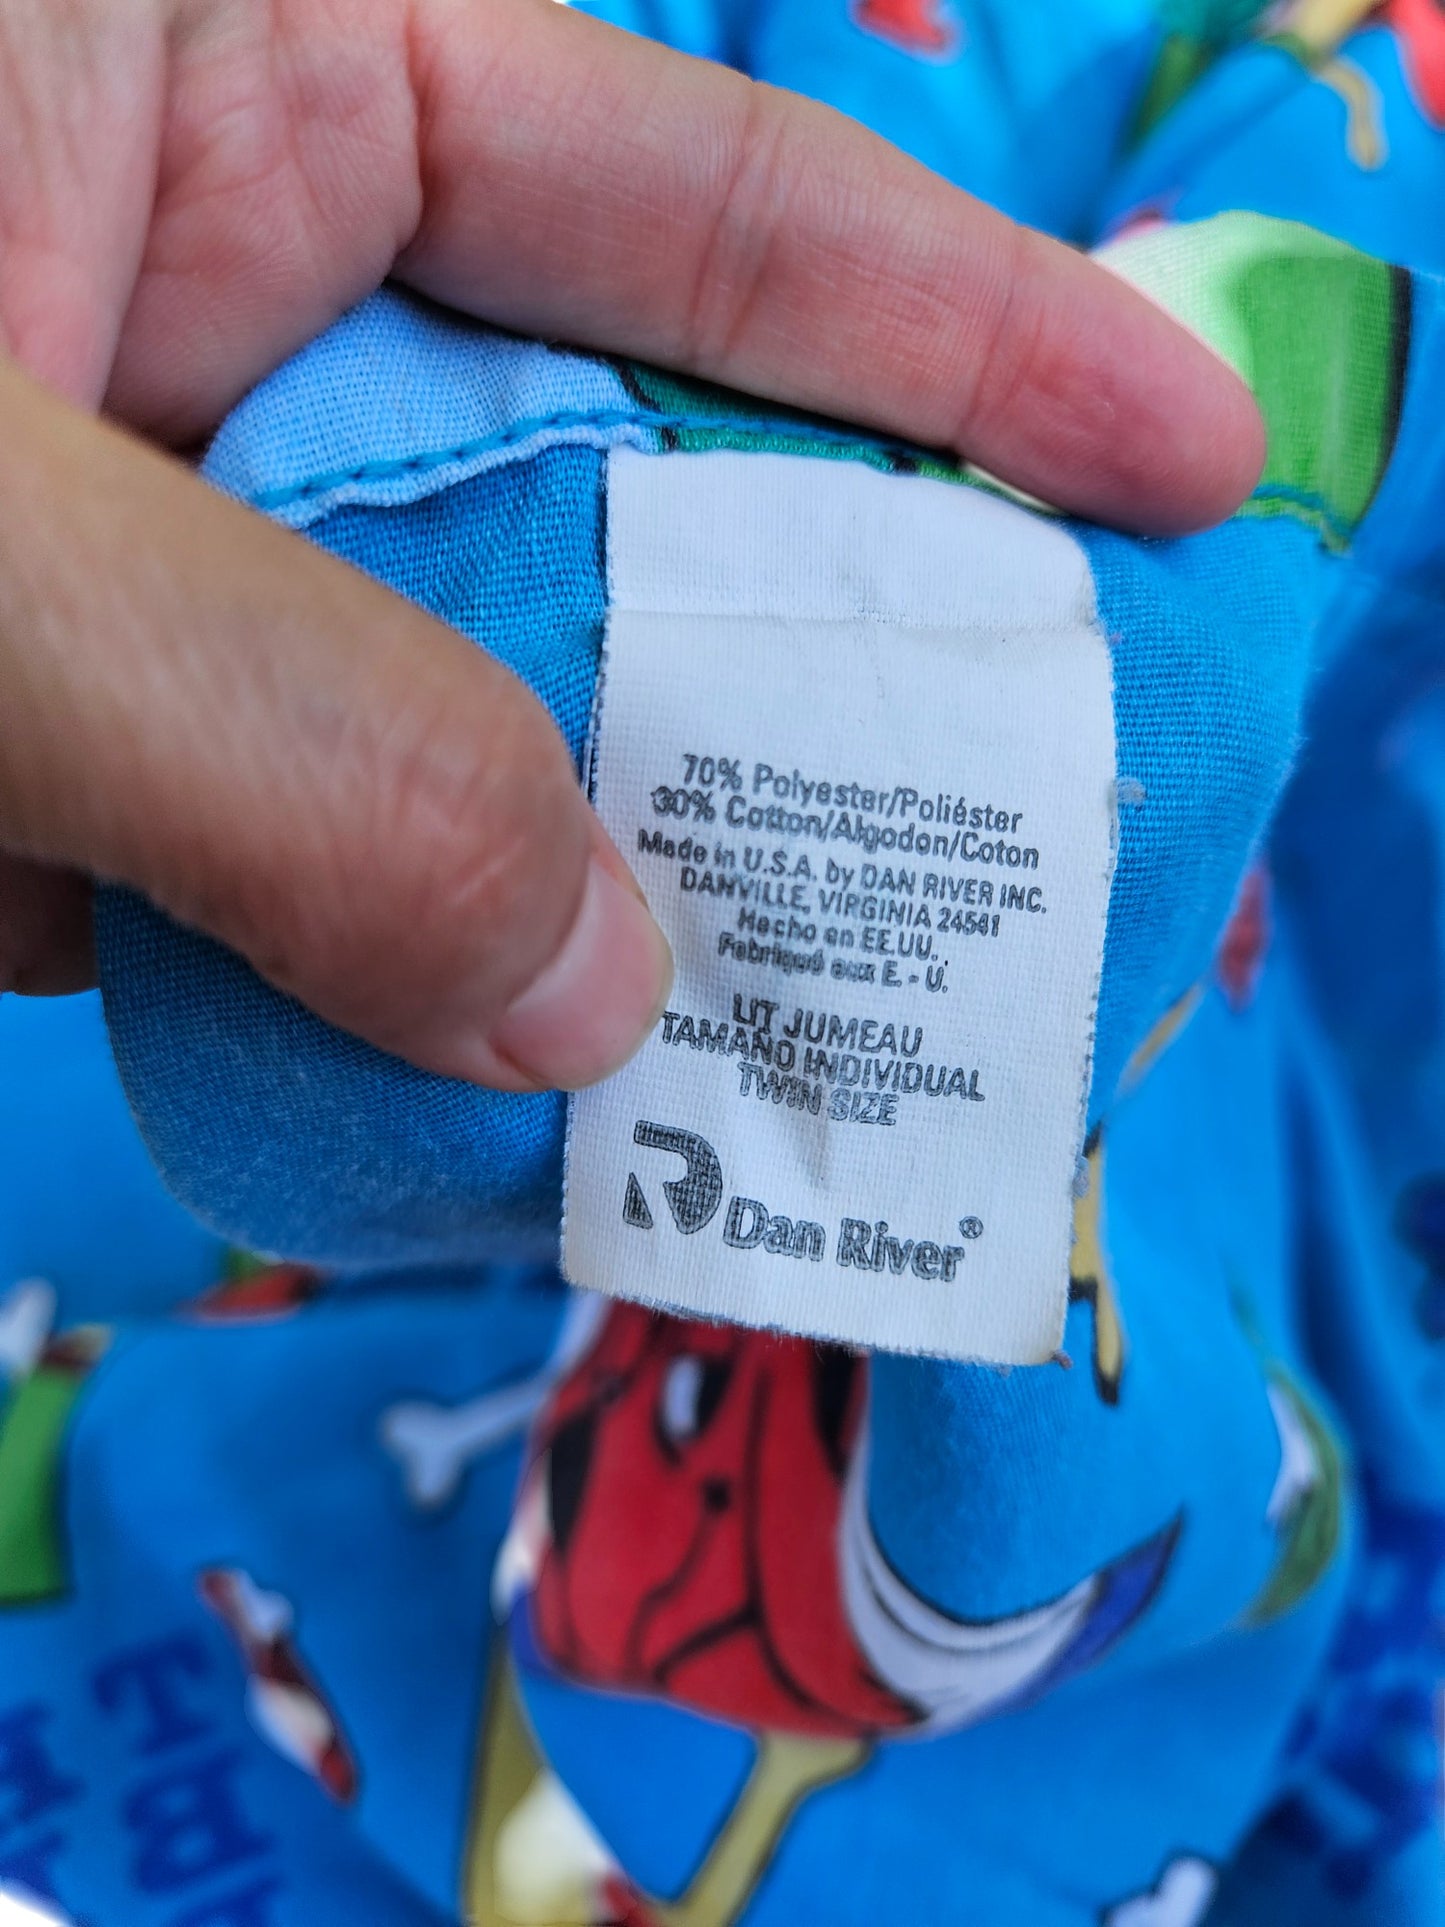 70% Polyester/Poliéster
30% Cotton/Algodon/Coton
Made in U.S.A. by DAN RIVER INC.
DANVILLE, VIRGINIA 24541
Hecho en EE.UU.
Fabriqué aux E. - U.
LIT JUMEAU
TAMAÑO INDIVIDUAL
TWIN SIZE
Dan River®